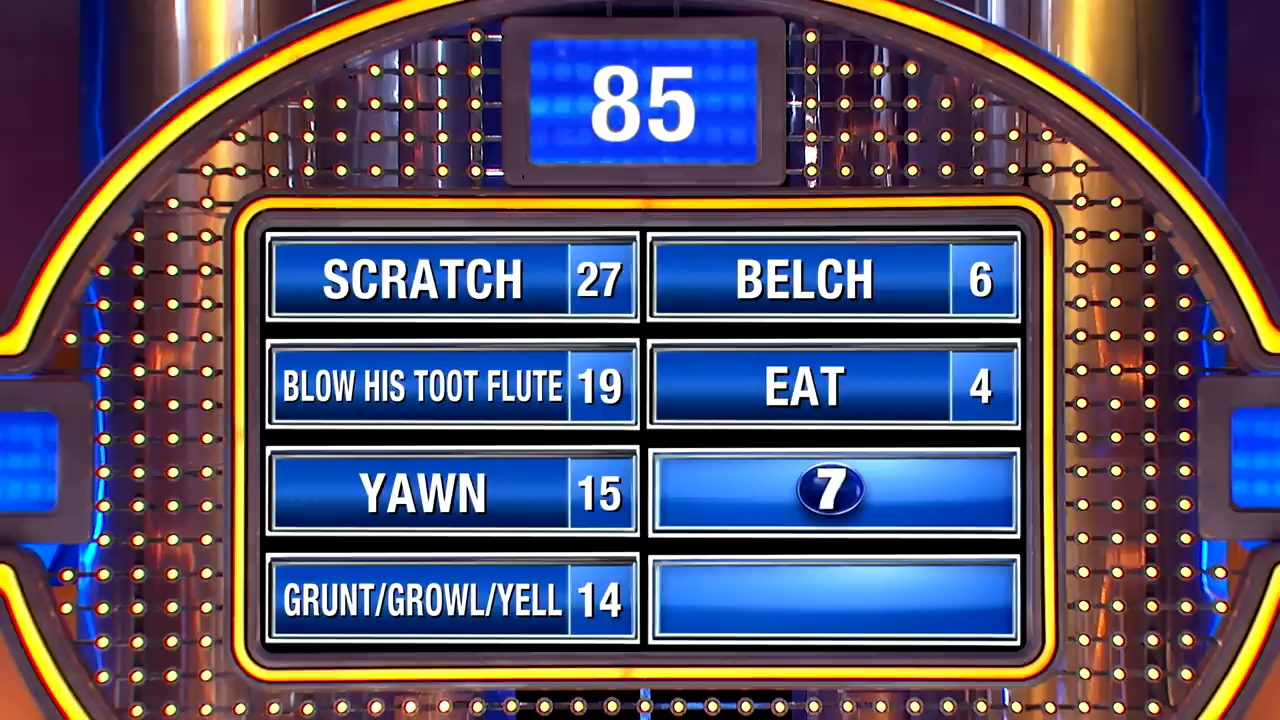 85
SCRATCH 27
BLOW HIS TOOT FLUTE 19
YAWN 15
GRUNT/GROWL/YELL 14
BELCH 6
EAT 4
7